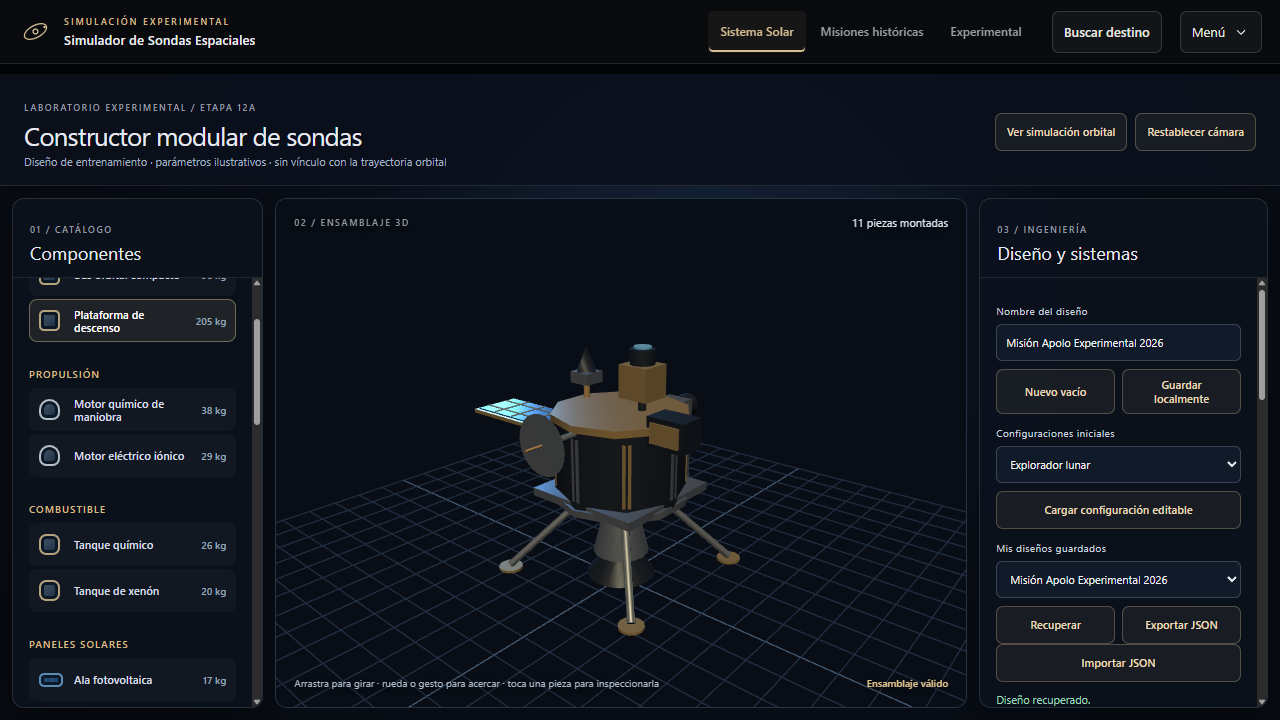 SIMULACIÓN EXPERIMENTAL
Simulador de Sondas Espaciales
Sistema Solar
Misiones históricas
Experimental
Buscar destino
Menú
LABORATORIO EXPERIMENTAL / ETAPA 12A
Constructor modular de sondas
Diseño de entrenamiento · parámetros ilustrativos · sin vínculo con la trayectoria orbital
Ver simulación orbital
Restablecer cámara
01 / CATÁLOGO
Componentes
Plataforma de
descenso
205 kg
PROPULSIÓN
Motor químico de
maniobra
38 kg
Motor eléctrico iónico
29 kg
COMBUSTIBLE
Tanque químico
26 kg
Tanque de xenón
20 kg
PANELES SOLARES
Ala fotovoltaica
17 kg
02 / ENSAMBLAJE 3D
11 piezas montadas
Arrastra para girar · rueda o gesto para acercar · toca una pieza para inspeccionarla
Ensamblaje válido
03 / INGENIERÍA
Diseño y sistemas
Nombre del diseño
Misión Apolo Experimental 2026
Nuevo vacío
Guardar
localmente
Configuraciones iniciales
Explorador lunar
Cargar configuración editable
Mis diseños guardados
Misión Apolo Experimental 2026
Recuperar
Exportar JSON
Importar JSON
Diseño recuperado.